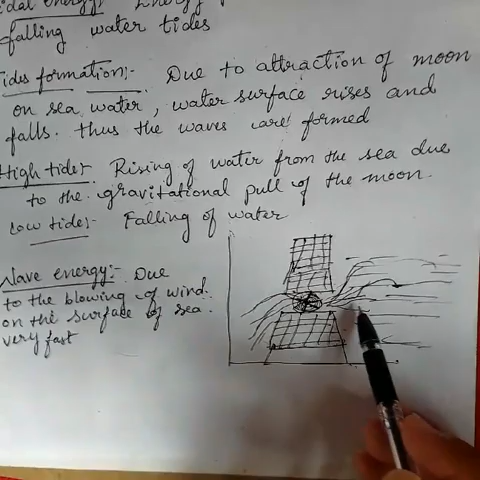 idal energy:- Energy
falling water tides
Tides formation:- Due to attraction of moon
on sea water, water surface rises and
falls. thus the waves are formed
High tide:- Rising of water from the sea due
to the gravitational pull of the moon.
Low tide:- Falling of water
Wave energy:- Due
to the blowing of wind.
on the surface of sea.
very fast